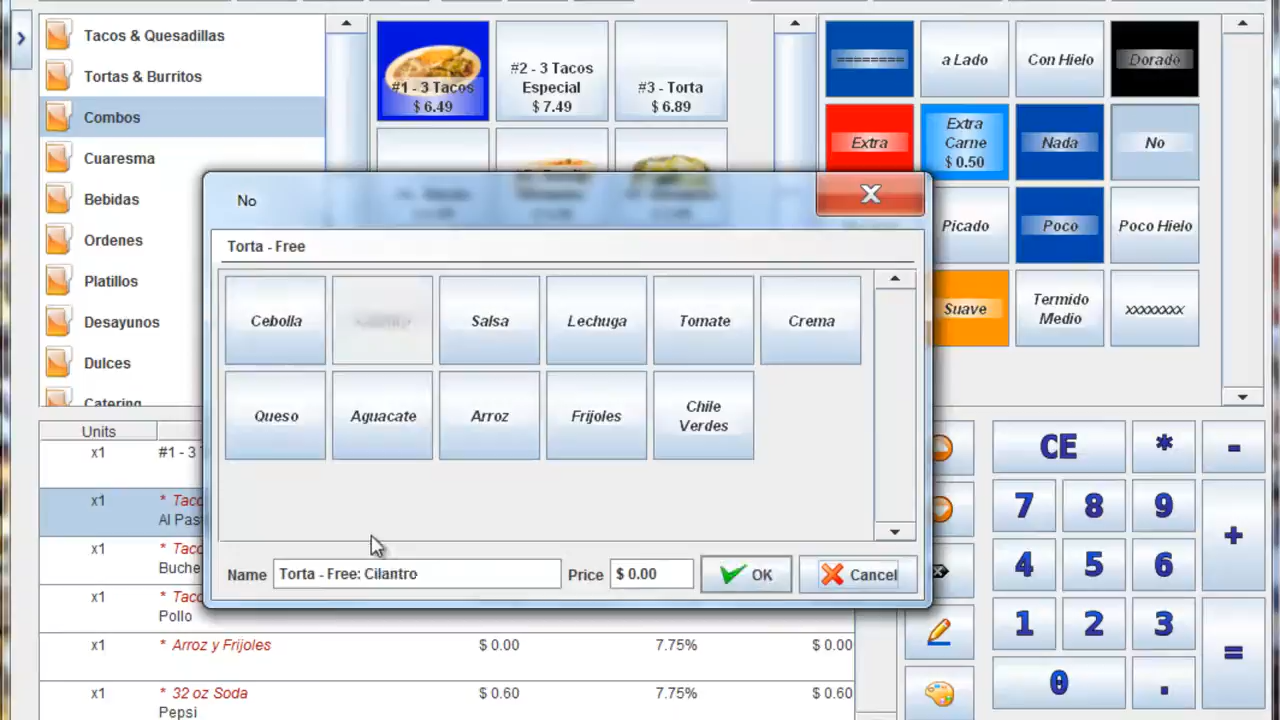 Tacos & Quesadillas
Tortas & Burritos
Combos
Cuaresma
Bebidas
Ordenes
Platillos
Desayunos
Dulces
Catering
#1 - 3 Tacos
$ 6.49
#2 - 3 Tacos
Especial
$ 7.49
#3 - Torta
$ 6.89
========
a Lado
Con Hielo
Dorado
Extra
Extra
Carne
$ 0.50
Nada
No
Picado
Poco
Poco Hielo
Suave
Termido
Medio
xxxxxxxx
No
X
Torta - Free
Cebolla
Salsa
Lechuga
Tomate
Crema
Queso
Aguacate
Arroz
Frijoles
Chile
Verdes
Name
Torta - Free: Cilantro
Price
$ 0.00
OK
Cancel
Units
x1
#1 - 3
x1
* Taco
Al Pas
x1
* Taco
Buche
x1
* Taco
Pollo
x1 * Arroz y Frijoles $ 0.00 7.75% $ 0.00
x1 * 32 oz Soda $ 0.60 7.75% $ 0.60
Pepsi
CE * -
7 8 9 +
4 5 6
1 2 3 =
0 .